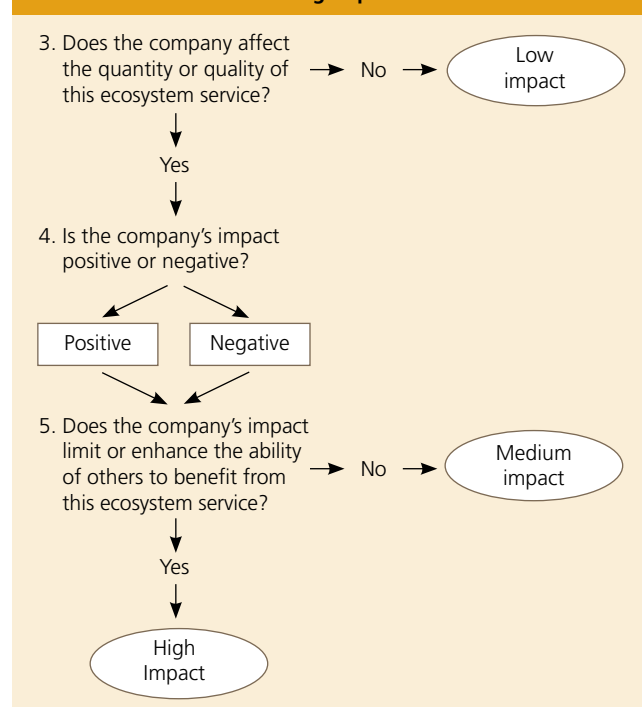 3. Does the company affect
the quantity or quality of
this ecosystem service?
No
Low
impact
Yes
4. Is the company's impact
positive or negative?
Positive
Negative
5. Does the company's impact
limit or enhance the ability
of others to benefit from
this ecosystem service?
No
Medium
impact
Yes
High
Impact